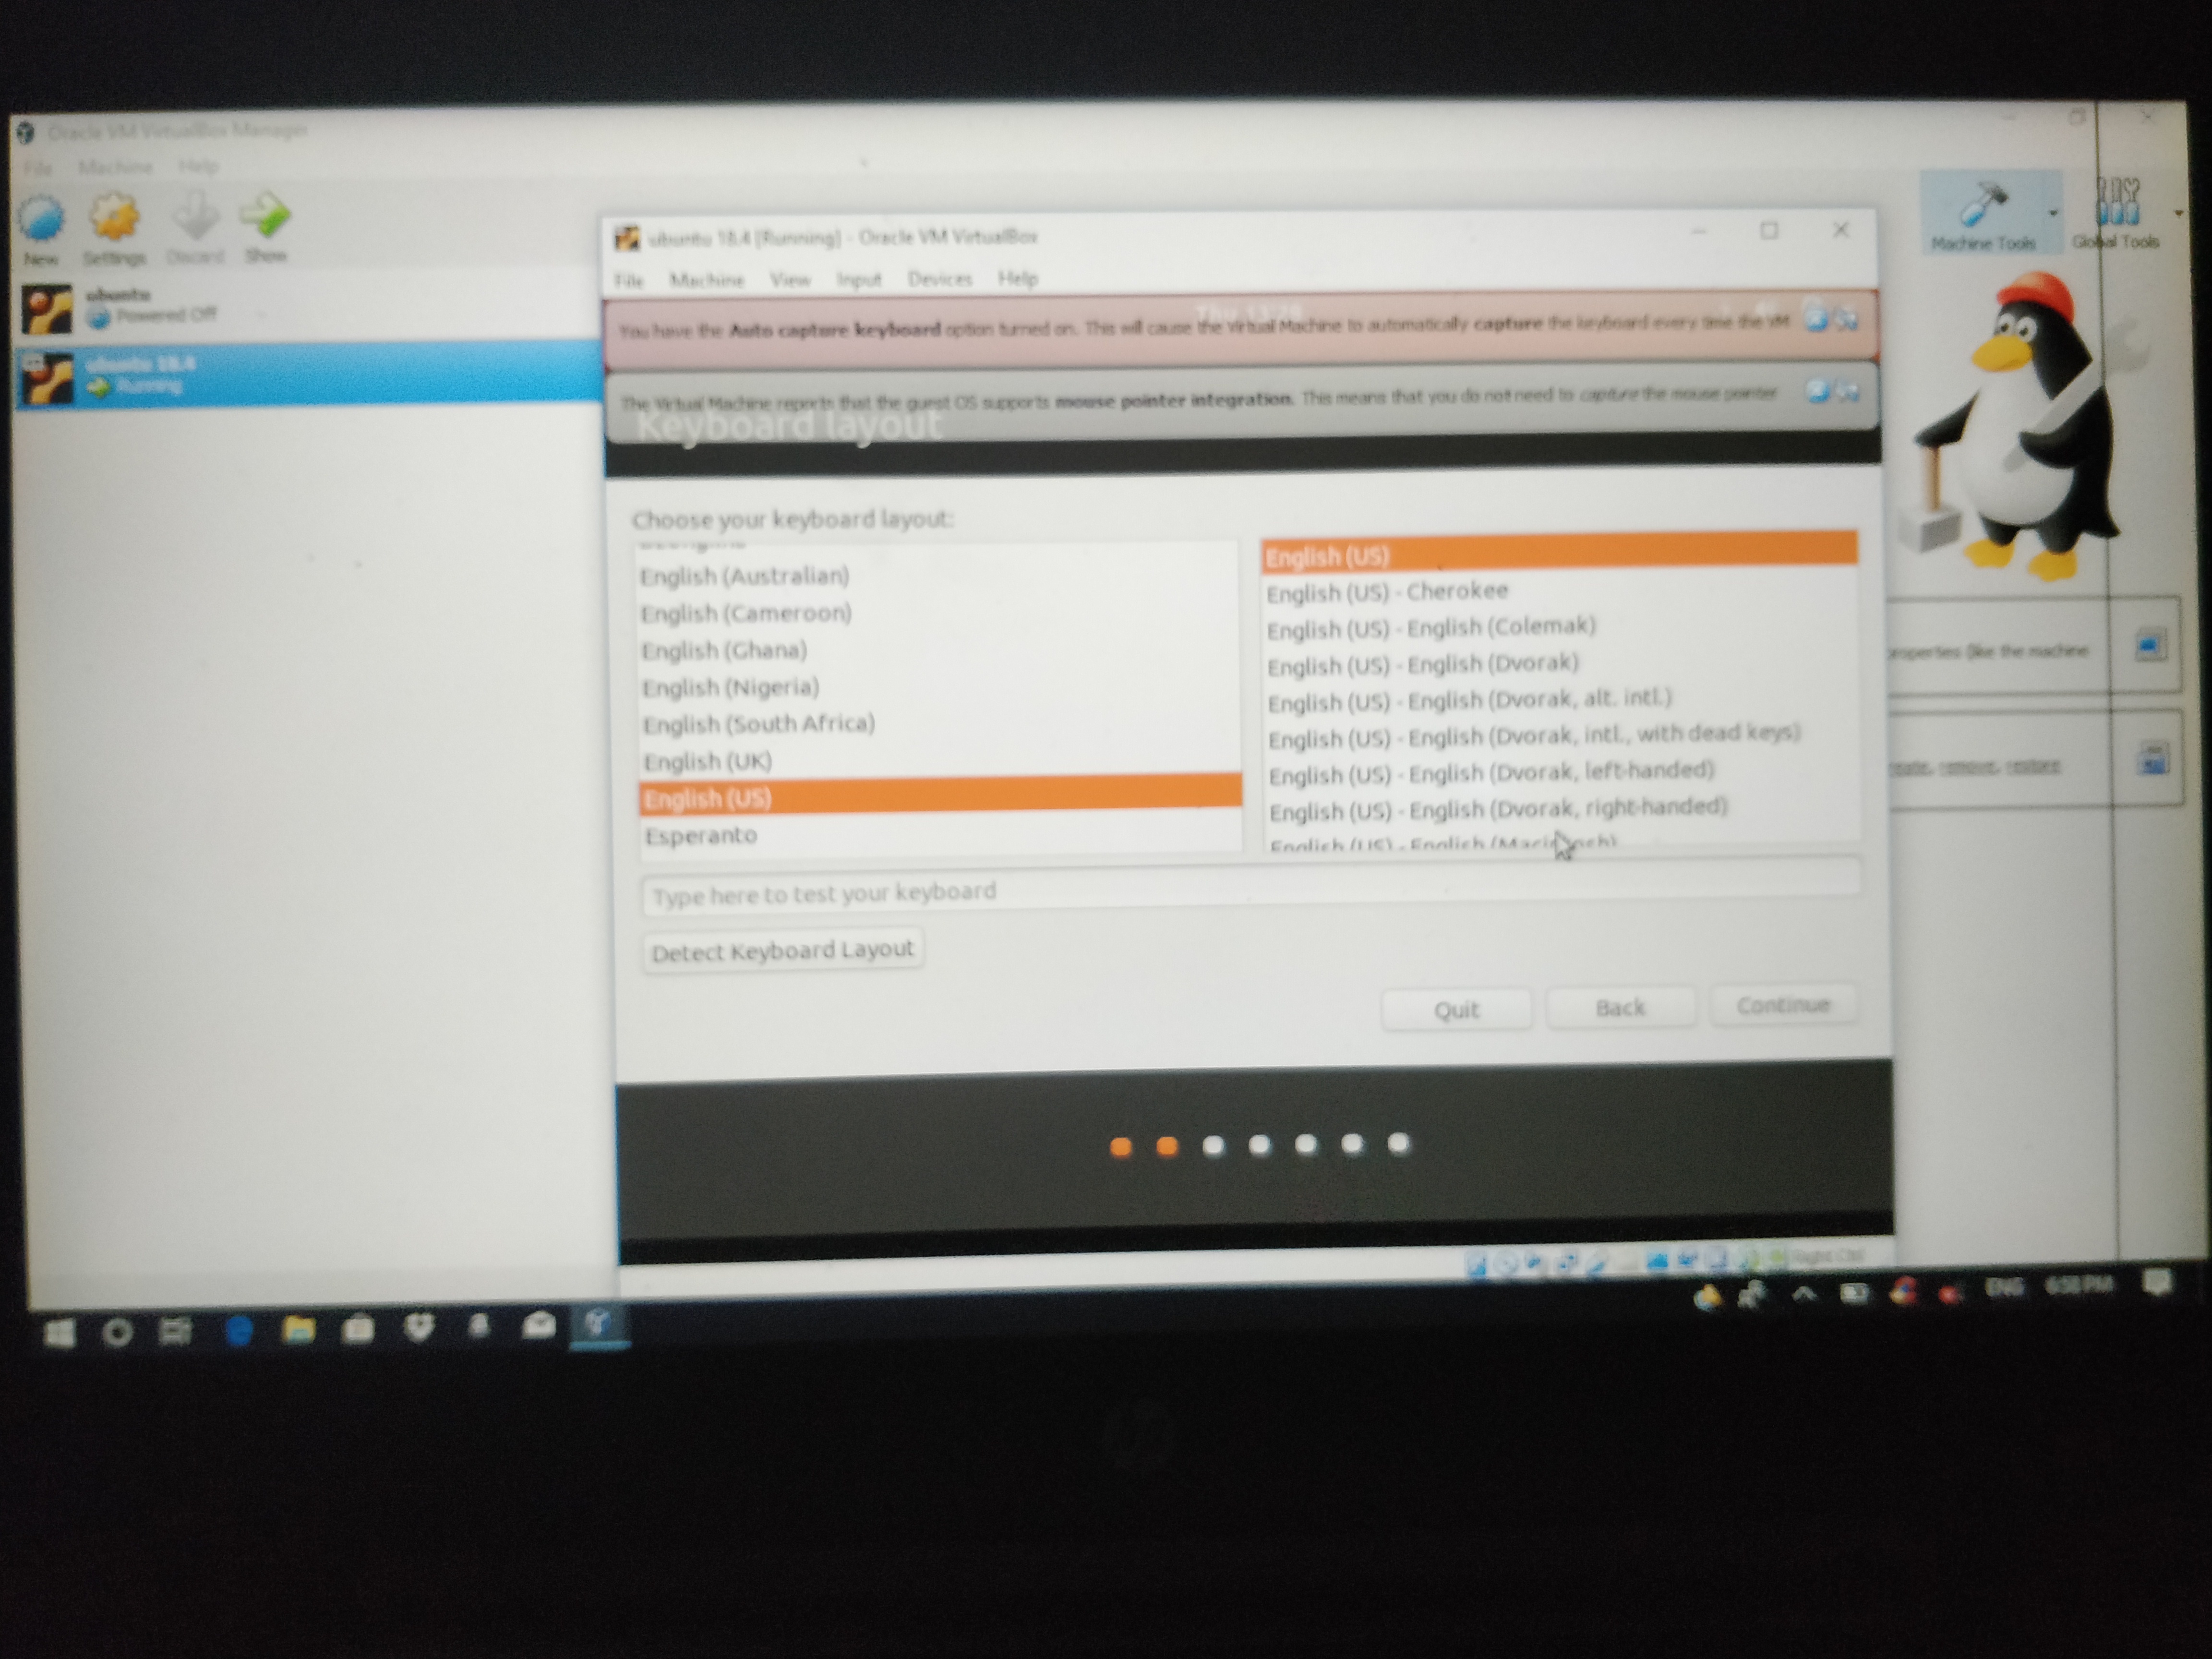 Oracle VM VirtualBox Manager
File Machine Help
New Settings Discard Show
Machine Tools Global Tools
ubuntu
Powered Off
ubuntu 18.4
Running
ubuntu 18.4 [Running] - Oracle VM VirtualBox
File Machine View Input Devices Help
You have the Auto capture keyboard option turned on. This will cause the Virtual Machine to automatically capture the keyboard every time the VM
The Virtual Machine reports that the guest OS supports mouse pointer integration. This means that you do not need to capture the mouse pointer
Keyboard layout
Choose your keyboard layout:
English (Australian)
English (Cameroon)
English (Ghana)
English (Nigeria)
English (South Africa)
English (UK)
English (US)
Esperanto
English (US)
English (US) - Cherokee
English (US) - English (Colemak)
English (US) - English (Dvorak)
English (US) - English (Dvorak, alt. intl.)
English (US) - English (Dvorak, intl., with dead keys)
English (US) - English (Dvorak, left-handed)
English (US) - English (Dvorak, right-handed)
English (US) - English (Macintosh)
Type here to test your keyboard
Detect Keyboard Layout
Quit Back Continue
properties (like the machine
Right Ctrl
ENG 6:58 PM